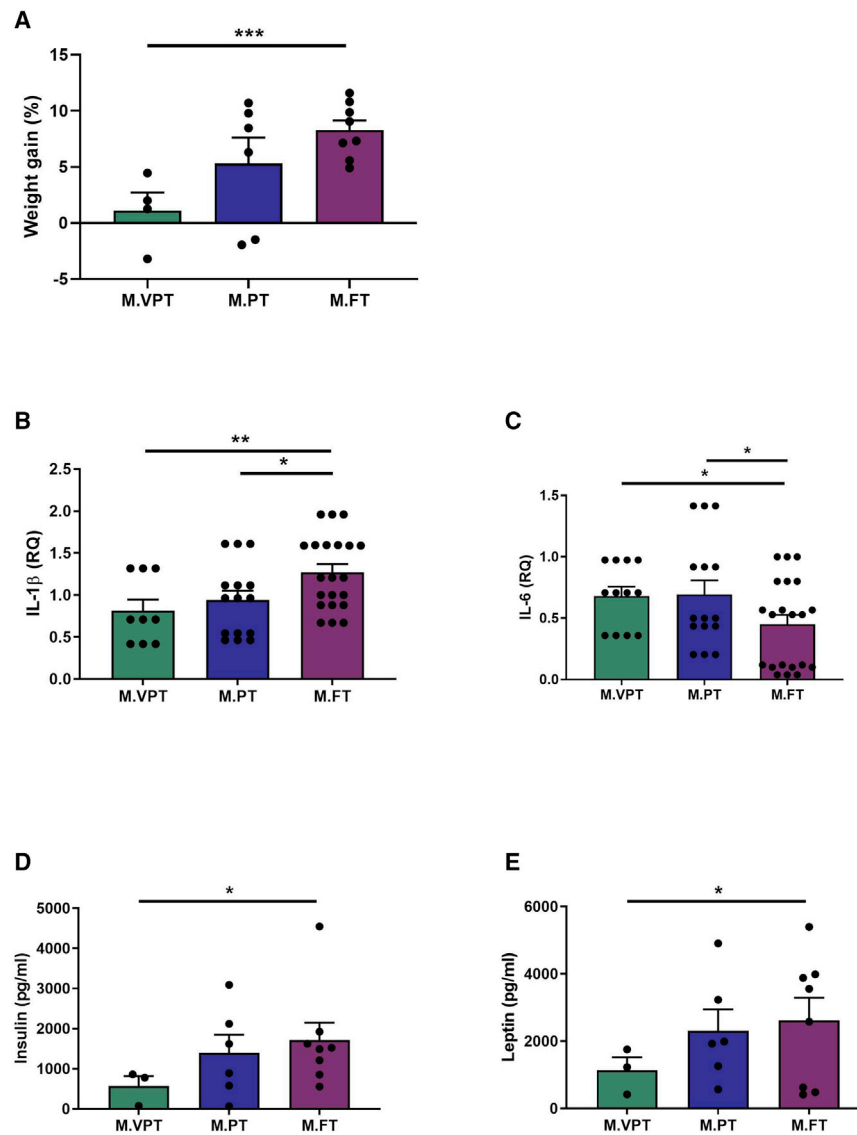 A
***
Weight gain (%)
15
10
5
0
-5
M.VPT M.PT M.FT
B
**
*
IL-1β (RQ)
2.5
2.0
1.5
1.0
0.5
0.0
M.VPT M.PT M.FT
C
*
*
IL-6 (RQ)
1.5
1.0
0.5
0.0
M.VPT M.PT M.FT
D
*
Insulin (pg/ml)
5000
4000
3000
2000
1000
0
M.VPT M.PT M.FT
E
*
Leptin (pg/ml)
6000
4000
2000
0
M.VPT M.PT M.FT